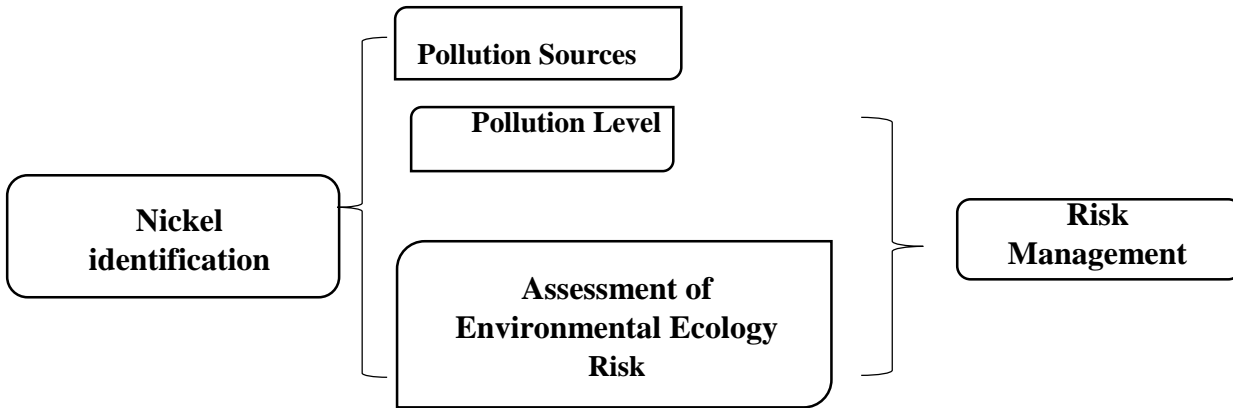 Pollution Sources
Pollution Level
Nickel
identification
Assessment of
Environmental Ecology
Risk
Risk
Management